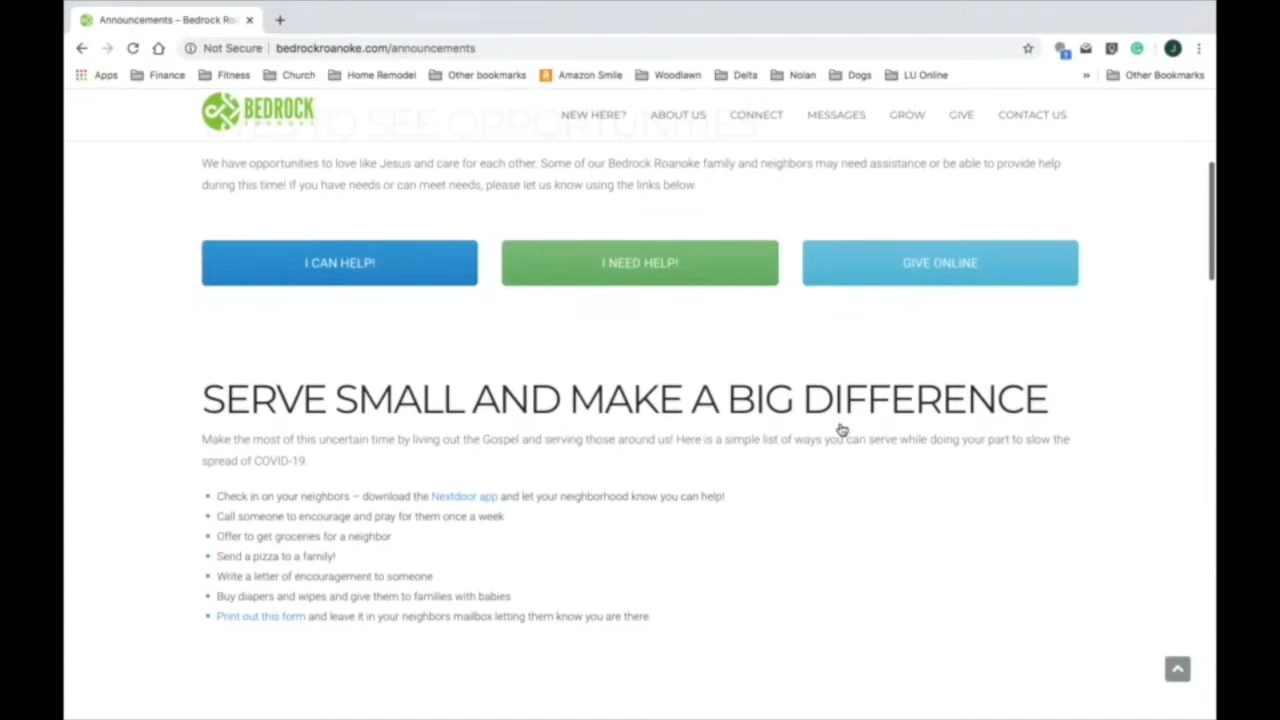 Announcements – Bedrock Ro
Not Secure | bedrockroanoke.com/announcements
Apps Finance Fitness Church Home Remodel Other bookmarks Amazon Smile Woodlawn Delta Nolan Dogs LU Online » Other Bookmarks
BEDROCK
ROANOKE
NEW HERE? ABOUT US CONNECT MESSAGES GROW GIVE CONTACT US
TO SEE OPPORTUNITIES
We have opportunities to love like Jesus and care for each other. Some of our Bedrock Roanoke family and neighbors may need assistance or be able to provide help
during this time! If you have needs or can meet needs, please let us know using the links below.
I CAN HELP! I NEED HELP! GIVE ONLINE
SERVE SMALL AND MAKE A BIG DIFFERENCE
Make the most of this uncertain time by living out the Gospel and serving those around us! Here is a simple list of ways you can serve while doing your part to slow the
spread of COVID-19.
• Check in on your neighbors – download the Nextdoor app and let your neighborhood know you can help!
• Call someone to encourage and pray for them once a week
• Offer to get groceries for a neighbor
• Send a pizza to a family!
• Write a letter of encouragement to someone
• Buy diapers and wipes and give them to families with babies
• Print out this form and leave it in your neighbors mailbox letting them know you are there.